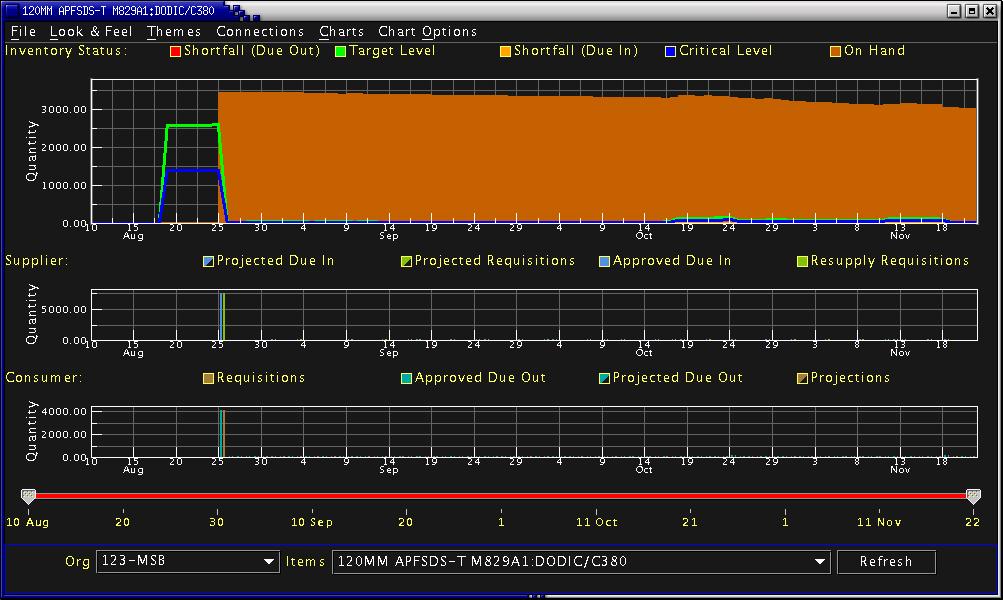 120MM APFSDS-T M829A1:DODIC/C380
File Look & Feel Themes Connections Charts Chart Options
Inventory Status: Shortfall (Due Out) Target Level Shortfall (Due In) Critical Level On Hand
3000.00
2000.00
1000.00
0.00
Quantity
10 15 20 25 30 4 9 14 19 24 29 4 9 14 19 24 29 3 8 13 18
Aug Sep Oct Nov
Supplier: Projected Due In Projected Requisitions Approved Due In Resupply Requisitions
5000.00
0.00
Quantity
10 15 20 25 30 4 9 14 19 24 29 4 9 14 19 24 29 3 8 13 18
Aug Sep Oct Nov
Consumer: Requisitions Approved Due Out Projected Due Out Projections
4000.00
2000.00
0.00
Quantity
10 15 20 25 30 4 9 14 19 24 29 4 9 14 19 24 29 3 8 13 18
Aug Sep Oct Nov
10 Aug 20 30 10 Sep 20 1 11 Oct 21 1 11 Nov 22
Org 123-MSB Items 120MM APFSDS-T M829A1:DODIC/C380 Refresh